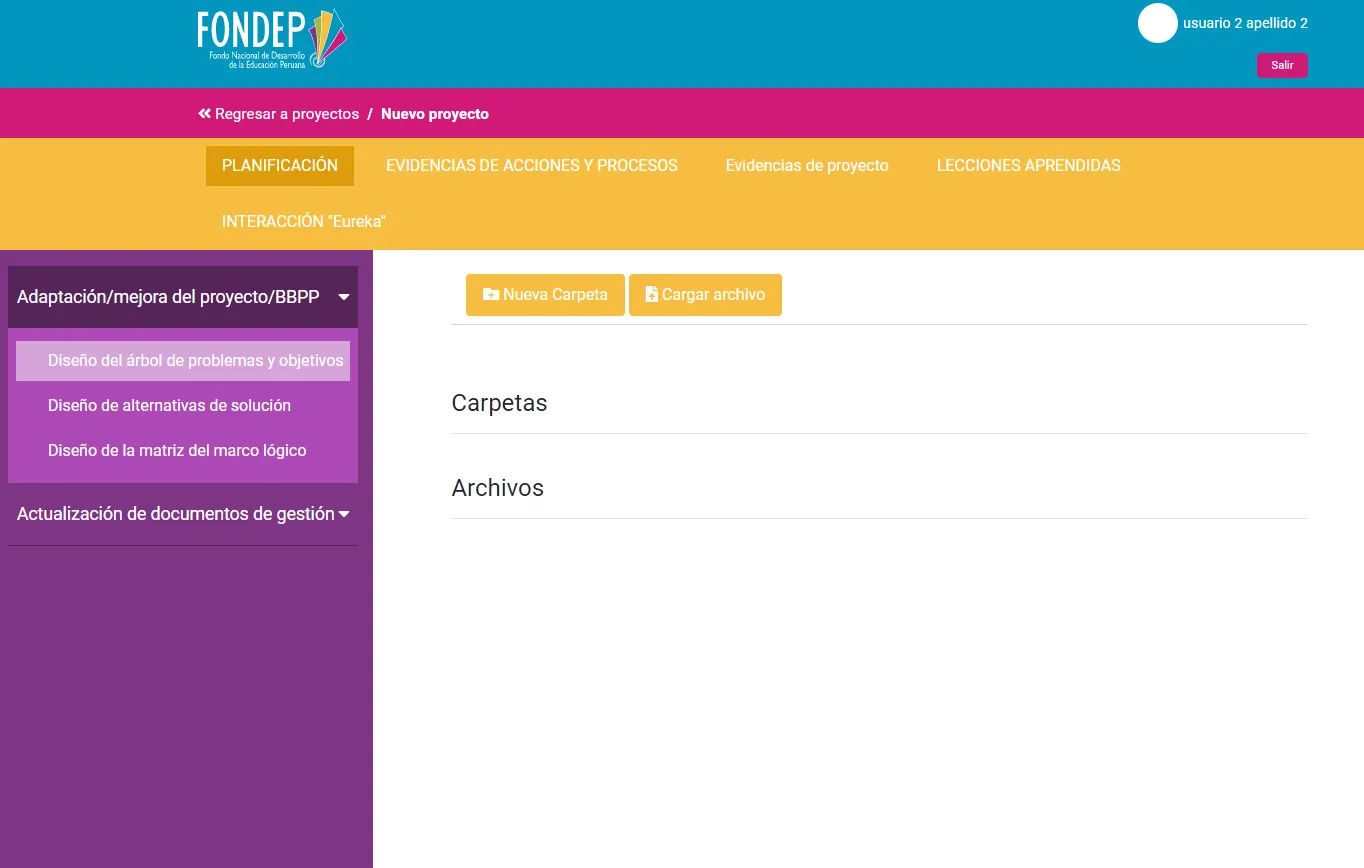 FONDEP
Fondo Nacional de Desarrollo
de la Educación Peruana
usuario 2 apellido 2
Salir
Regresar a proyectos / Nuevo proyecto
PLANIFICACIÓN EVIDENCIAS DE ACCIONES Y PROCESOS Evidencias de proyecto LECCIONES APRENDIDAS
INTERACCIÓN "Eureka"
Adaptación/mejora del proyecto/BBPP
Diseño del árbol de problemas y objetivos
Diseño de alternativas de solución
Diseño de la matriz del marco lógico
Actualización de documentos de gestión
Nueva Carpeta Cargar archivo
Carpetas
Archivos